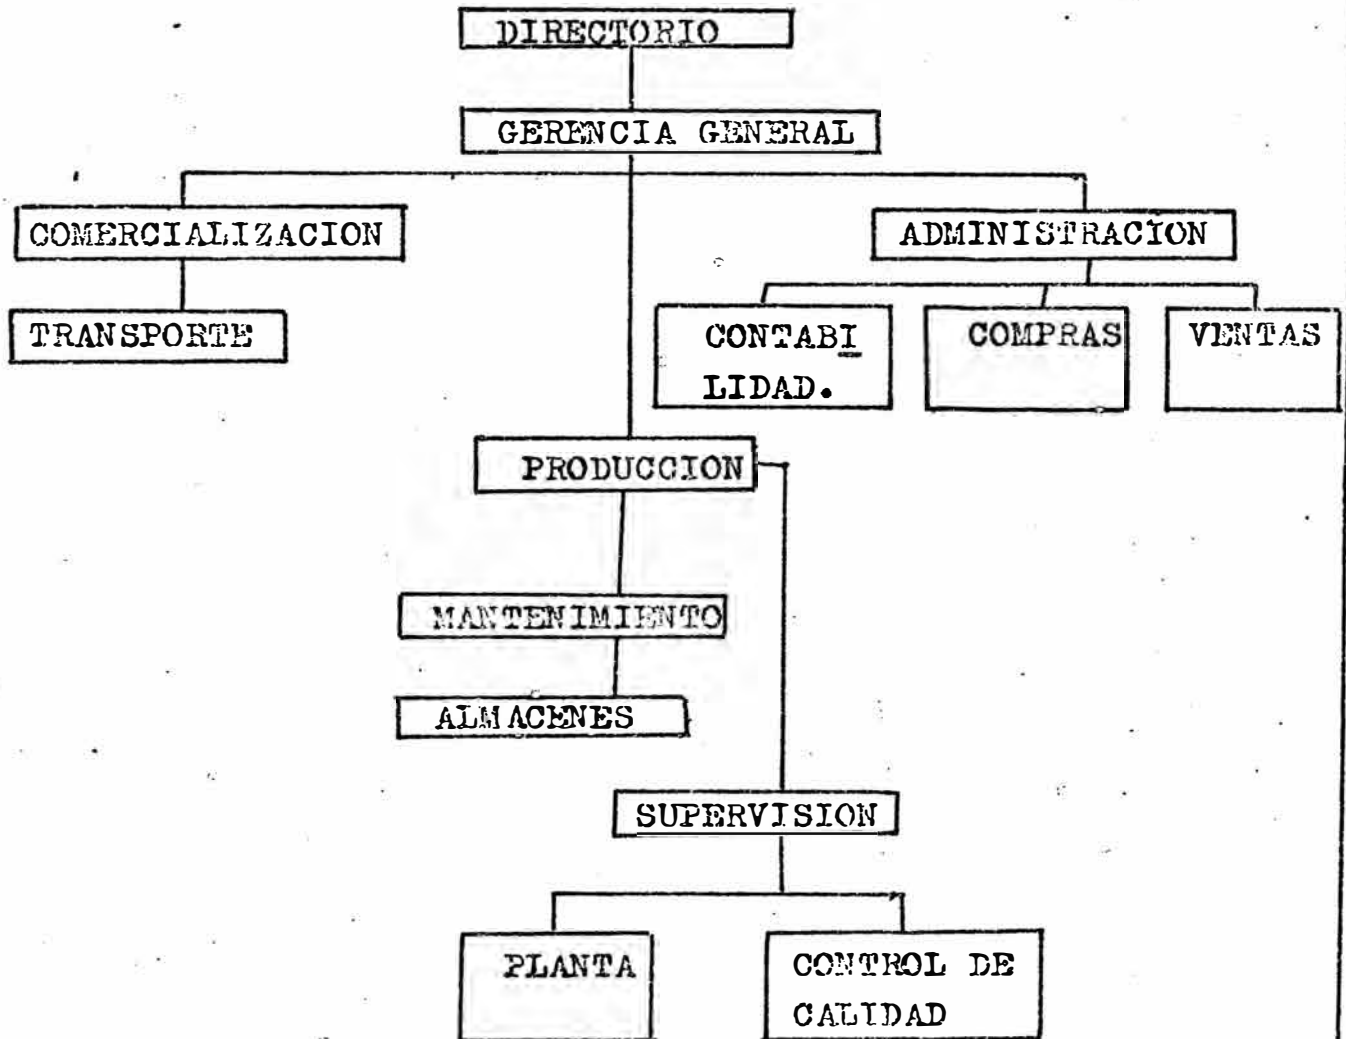 DIRECTORIO
GERENCIA GENERAL
COMERCIALIZACION
ADMINISTRACION
TRANSPORTE
CONTABI
LIDAD.
COMPRAS
VENTAS
PRODUCCION
MANTENIMIENTO
ALMACENES
SUPERVISION
PLANTA
CONTROL DE
CALIDAD